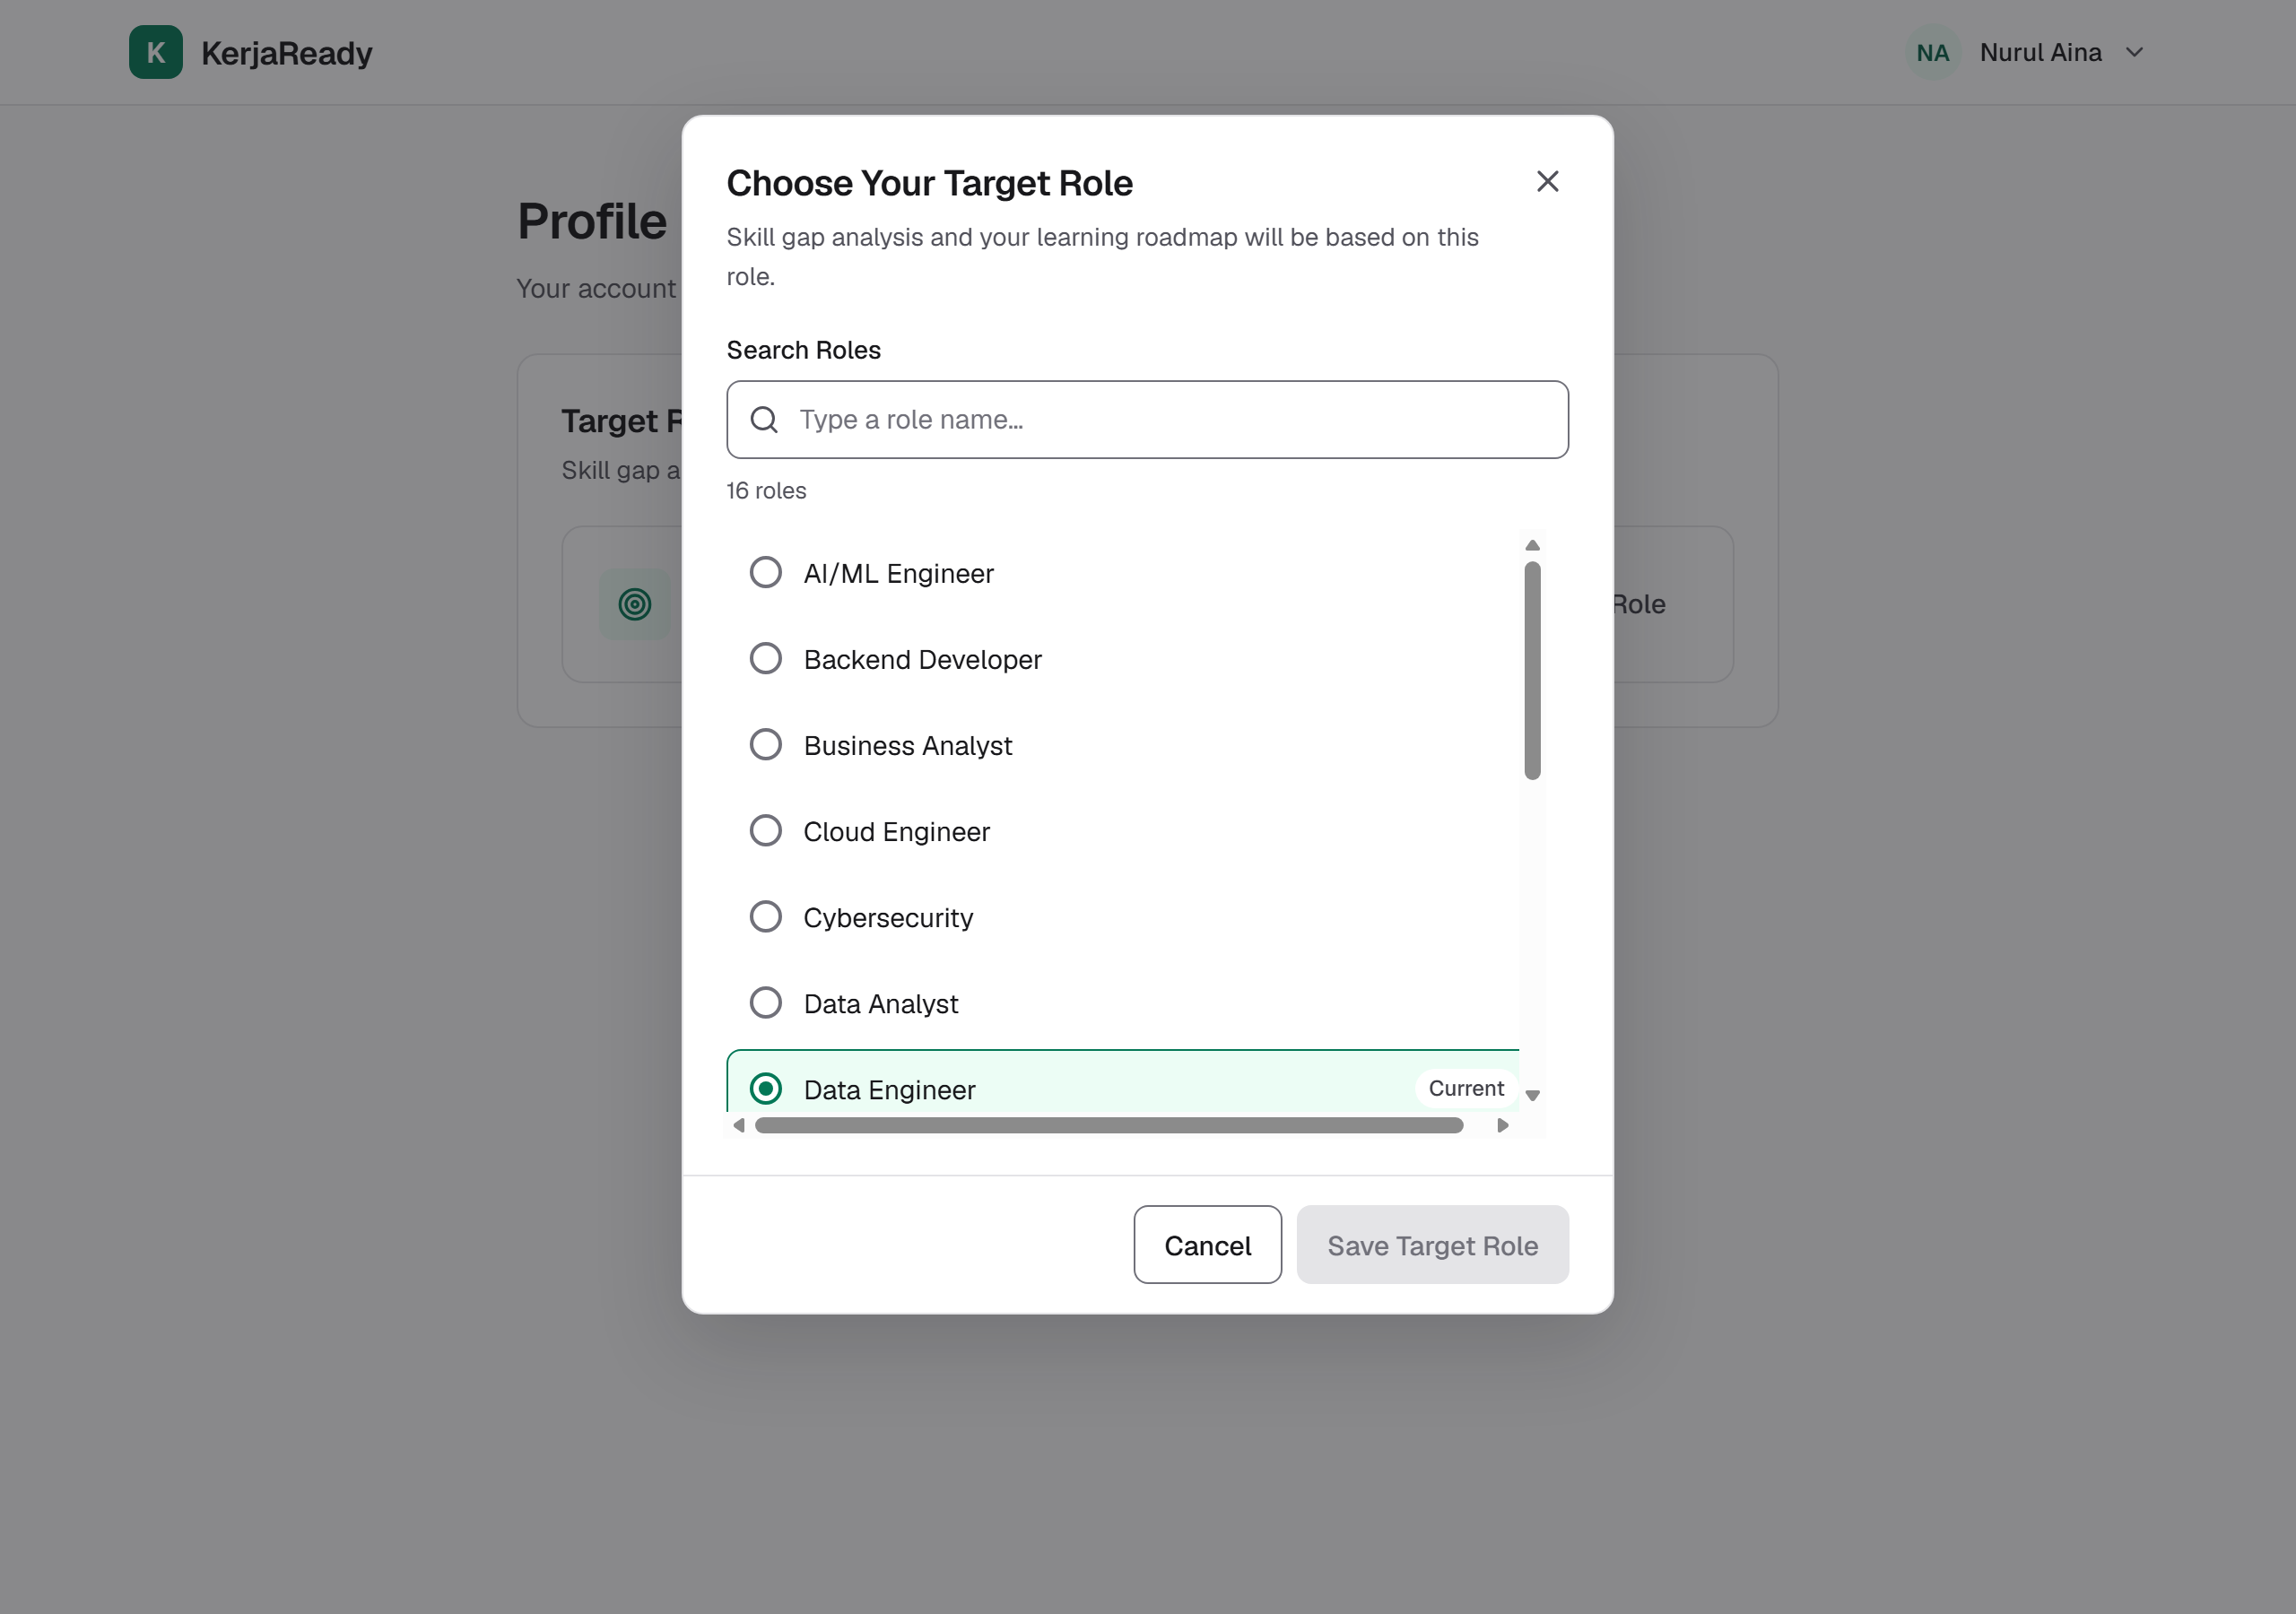 K KerjaReady
NA Nurul Aina
Profile
Your account
Target R
Skill gap a
Role
Choose Your Target Role
Skill gap analysis and your learning roadmap will be based on this
role.
Search Roles
Type a role name...
16 roles
AI/ML Engineer
Backend Developer
Business Analyst
Cloud Engineer
Cybersecurity
Data Analyst
Data Engineer Current
Cancel Save Target Role